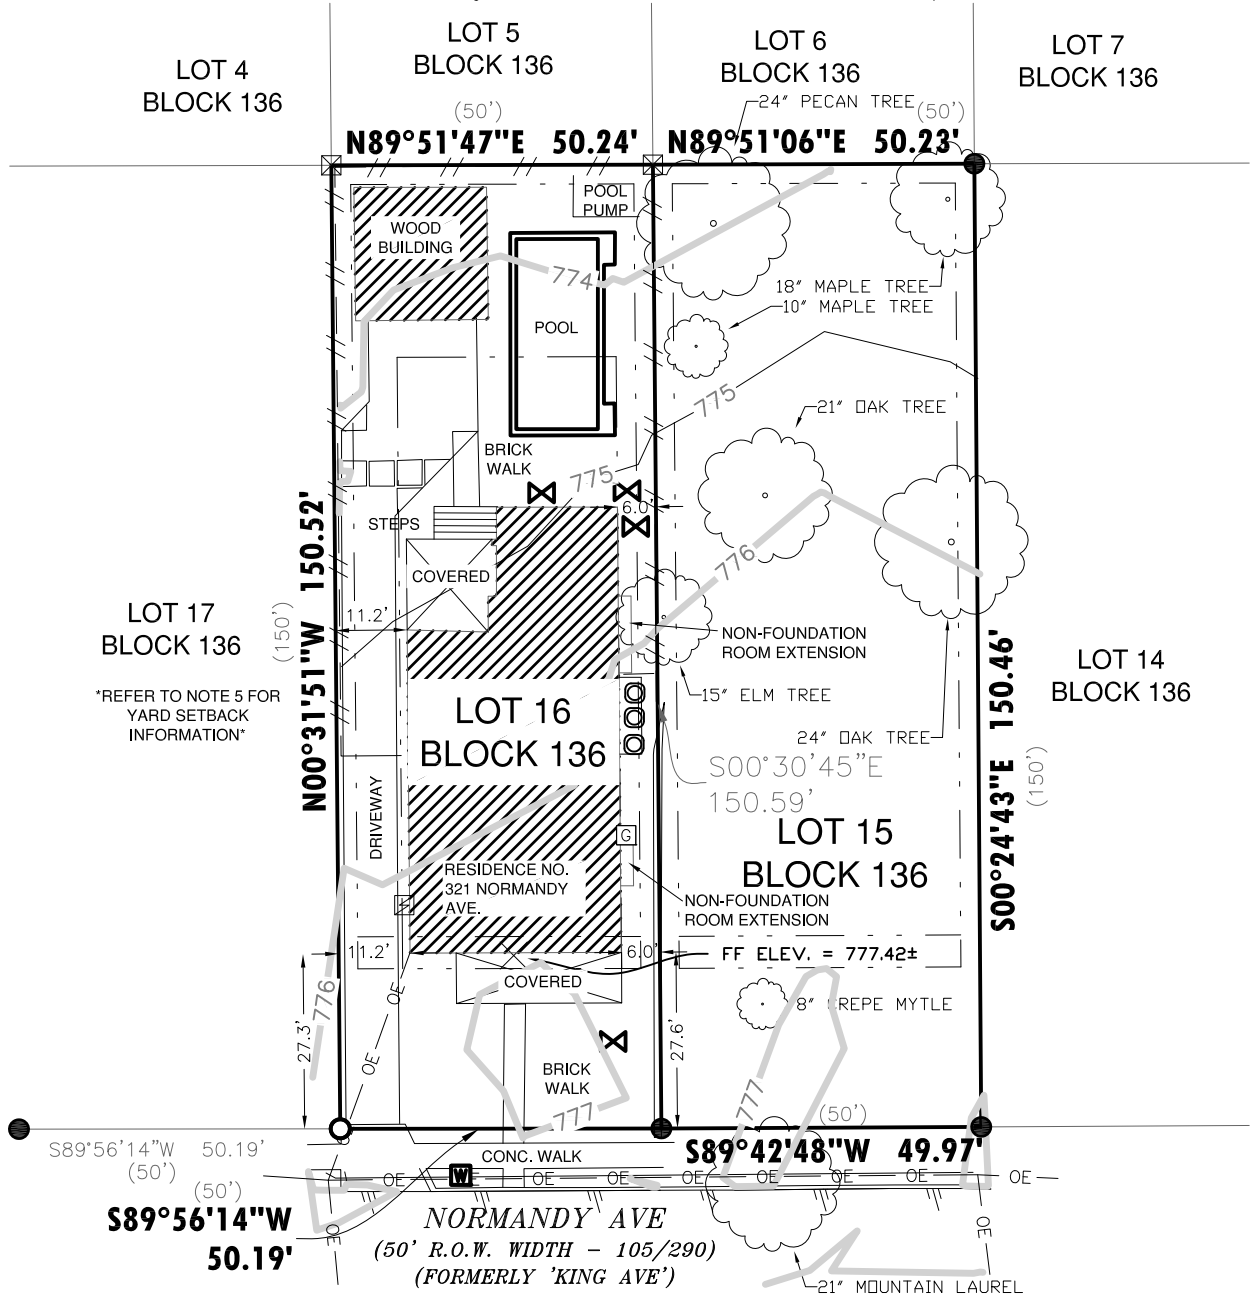 LOT 4
BLOCK 136
LOT 5
BLOCK 136
LOT 6
BLOCK 136
LOT 7
BLOCK 136
24" PECAN TREE
(50')
N89°51'47"E 50.24'
(50')
N89°51'06"E 50.23'
POOL
PUMP
WOOD
BUILDING
774
POOL
18" MAPLE TREE
10" MAPLE TREE
775
21" OAK TREE
BRICK
WALK
775
STEPS
6.0'
776
COVERED
11.2'
N00°31'51"W 150.52'
(150')
LOT 17
BLOCK 136
*REFER TO NOTE 5 FOR
YARD SETBACK
INFORMATION*
NON-FOUNDATION
ROOM EXTENSION
15" ELM TREE
24" OAK TREE
LOT 14
BLOCK 136
S00°24'43"E 150.46'
(150')
LOT 16
BLOCK 136
S00°30'45"E
150.59'
LOT 15
BLOCK 136
DRIVEWAY
G
RESIDENCE NO.
321 NORMANDY
AVE.
NON-FOUNDATION
ROOM EXTENSION
11.2'
6.0'
FF ELEV. = 777.42±
COVERED
776
OE
8" CREPE MYTLE
27.3'
27.6'
OE
BRICK
WALK
777
777
(50')
S89°56'14"W 50.19'
(50')
S89°42'48"W 49.97'
CONC. WALK
(50')
OE
W
OE
OE
OE
OE
OE
OE
S89°56'14"W
50.19'
OE
OE
NORMANDY AVE
(50' R.O.W. WIDTH - 105/290)
(FORMERLY 'KING AVE')
21" MOUNTAIN LAUREL